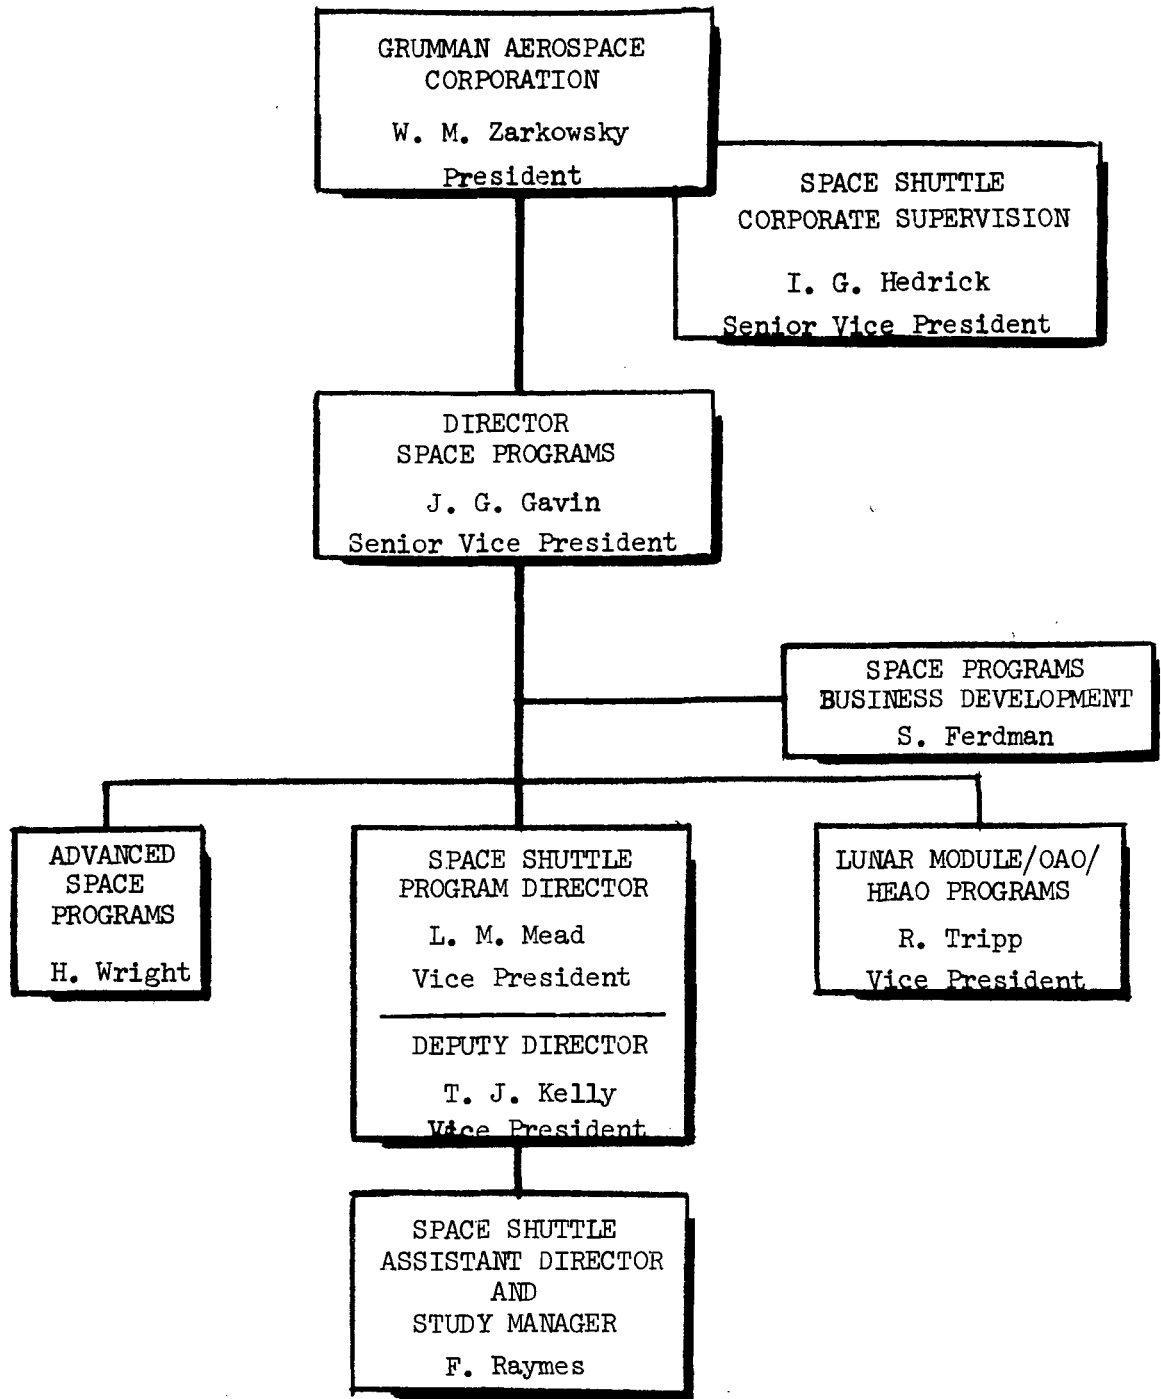 GRUMMAN AEROSPACE
CORPORATION
W. M. Zarkowsky
President
SPACE SHUTTLE
CORPORATE SUPERVISION
I. G. Hedrick
Senior Vice President
DIRECTOR
SPACE PROGRAMS
J. G. Gavin
Senior Vice President
SPACE PROGRAMS
BUSINESS DEVELOPMENT
S. Ferdman
ADVANCED
SPACE
PROGRAMS
H. Wright
SPACE SHUTTLE
PROGRAM DIRECTOR
L. M. Mead
Vice President
DEPUTY DIRECTOR
T. J. Kelly
Vice President
LUNAR MODULE/OAO/
HEAO PROGRAMS
R. Tripp
Vice President
SPACE SHUTTLE
ASSISTANT DIRECTOR
AND
STUDY MANAGER
F. Raymes